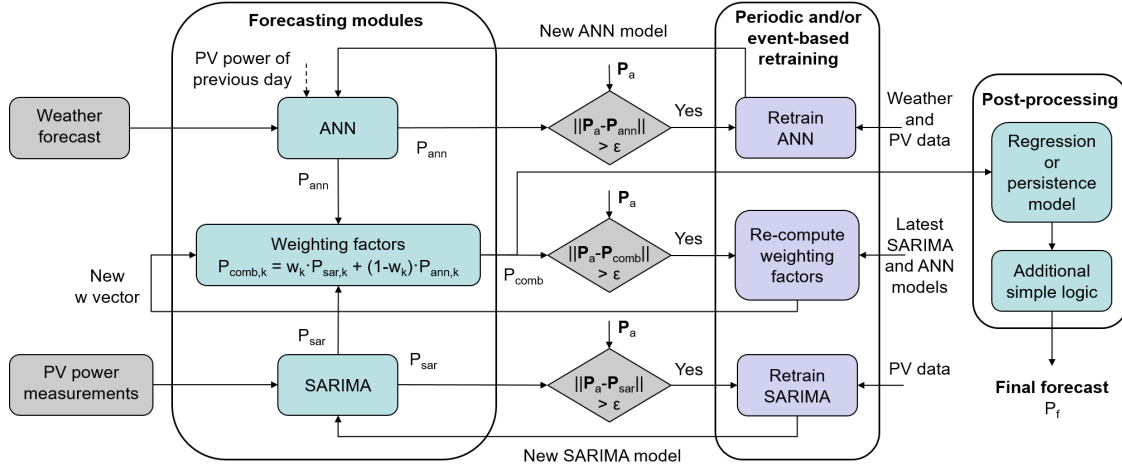 Forecasting modules
Periodic and/or
event-based
retraining
New ANN model
PV power of
previous day
P_a
Post-processing
Weather
forecast
ANN
P_ann
||P_a-P_ann||
> ε
Yes
Retrain
ANN
Weather
and
PV data
Regression
or
persistence
model
P_ann
P_a
Weighting factors
P_comb,k = w_k·P_sar,k + (1-w_k)·P_ann,k
P_comb
||P_a-P_comb||
> ε
Yes
Re-compute
weighting
factors
Latest
SARIMA
and ANN
models
Additional
simple logic
New
w vector
P_sar
P_a
PV power
measurements
SARIMA
P_sar
||P_a-P_sar||
> ε
Yes
Retrain
SARIMA
PV data
Final forecast
P_f
New SARIMA model